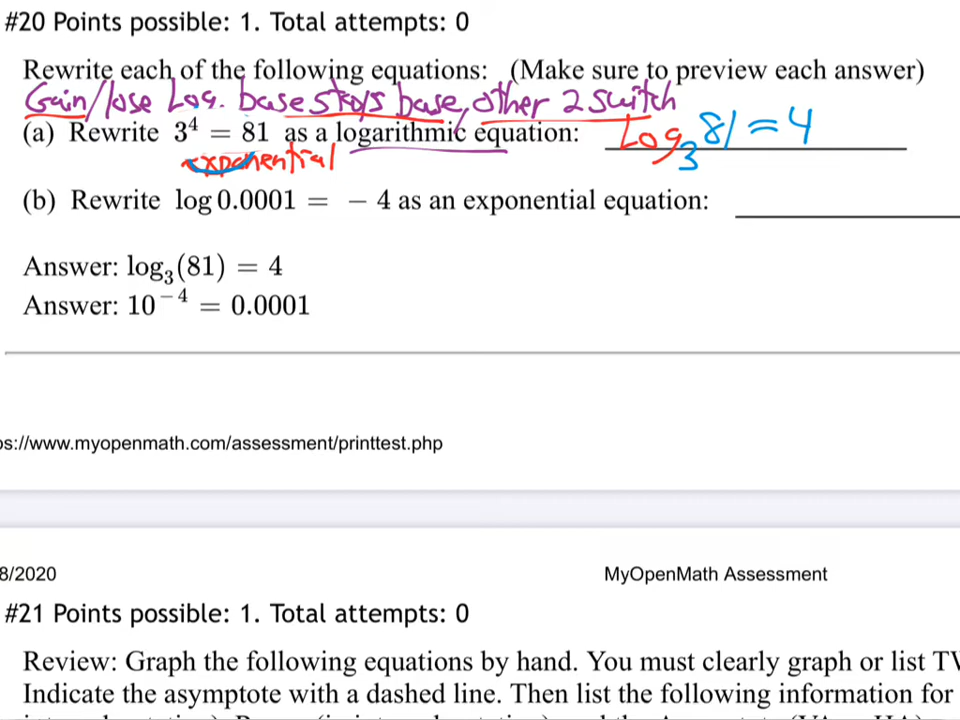 #20 Points possible: 1. Total attempts: 0
Rewrite each of the following equations: (Make sure to preview each answer)
Gain/lose Log. base stays base, other 2 switch
(a) Rewrite 3⁴ = 81 as a logarithmic equation: Log₃ 81 = 4
exponential
(b) Rewrite log 0.0001 = − 4 as an exponential equation:
Answer: log₃(81) = 4
Answer: 10⁻⁴ = 0.0001
ps://www.myopenmath.com/assessment/printtest.php
8/2020 MyOpenMath Assessment
#21 Points possible: 1. Total attempts: 0
Review: Graph the following equations by hand. You must clearly graph or list TW
Indicate the asymptote with a dashed line. Then list the following information for